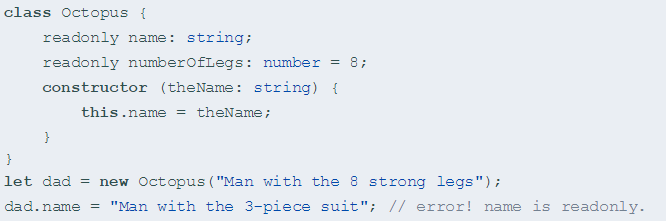 class Octopus {
    readonly name: string;
    readonly numberOfLegs: number = 8;
    constructor (theName: string) {
        this.name = theName;
    }
}
let dad = new Octopus("Man with the 8 strong legs");
dad.name = "Man with the 3-piece suit"; // error! name is readonly.